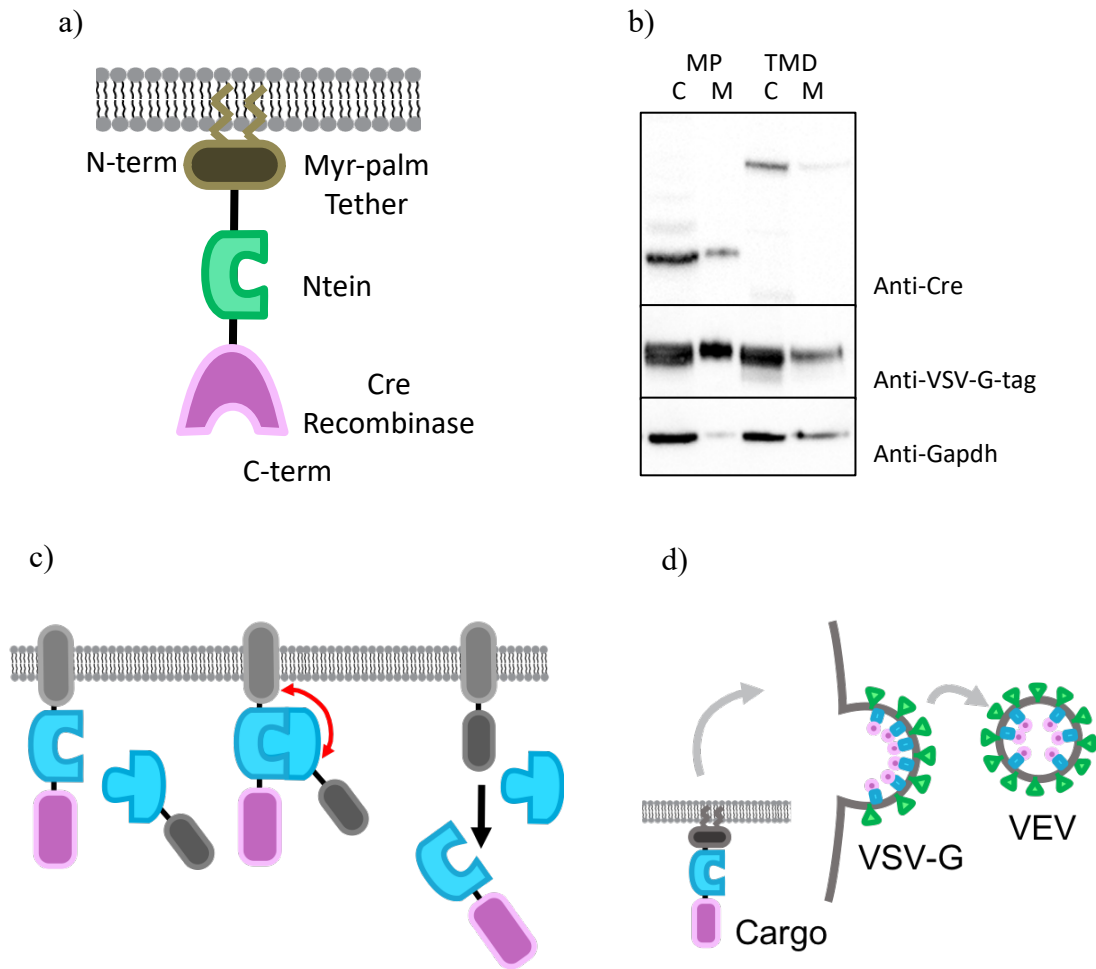 a)
N-term
Myr-palm
Tether
Ntein
Cre
Recombinase
C-term
b)
MP TMD
C M C M
Anti-Cre
Anti-VSV-G-tag
Anti-Gapdh
c)
d)
VSV-G
VEV
Cargo